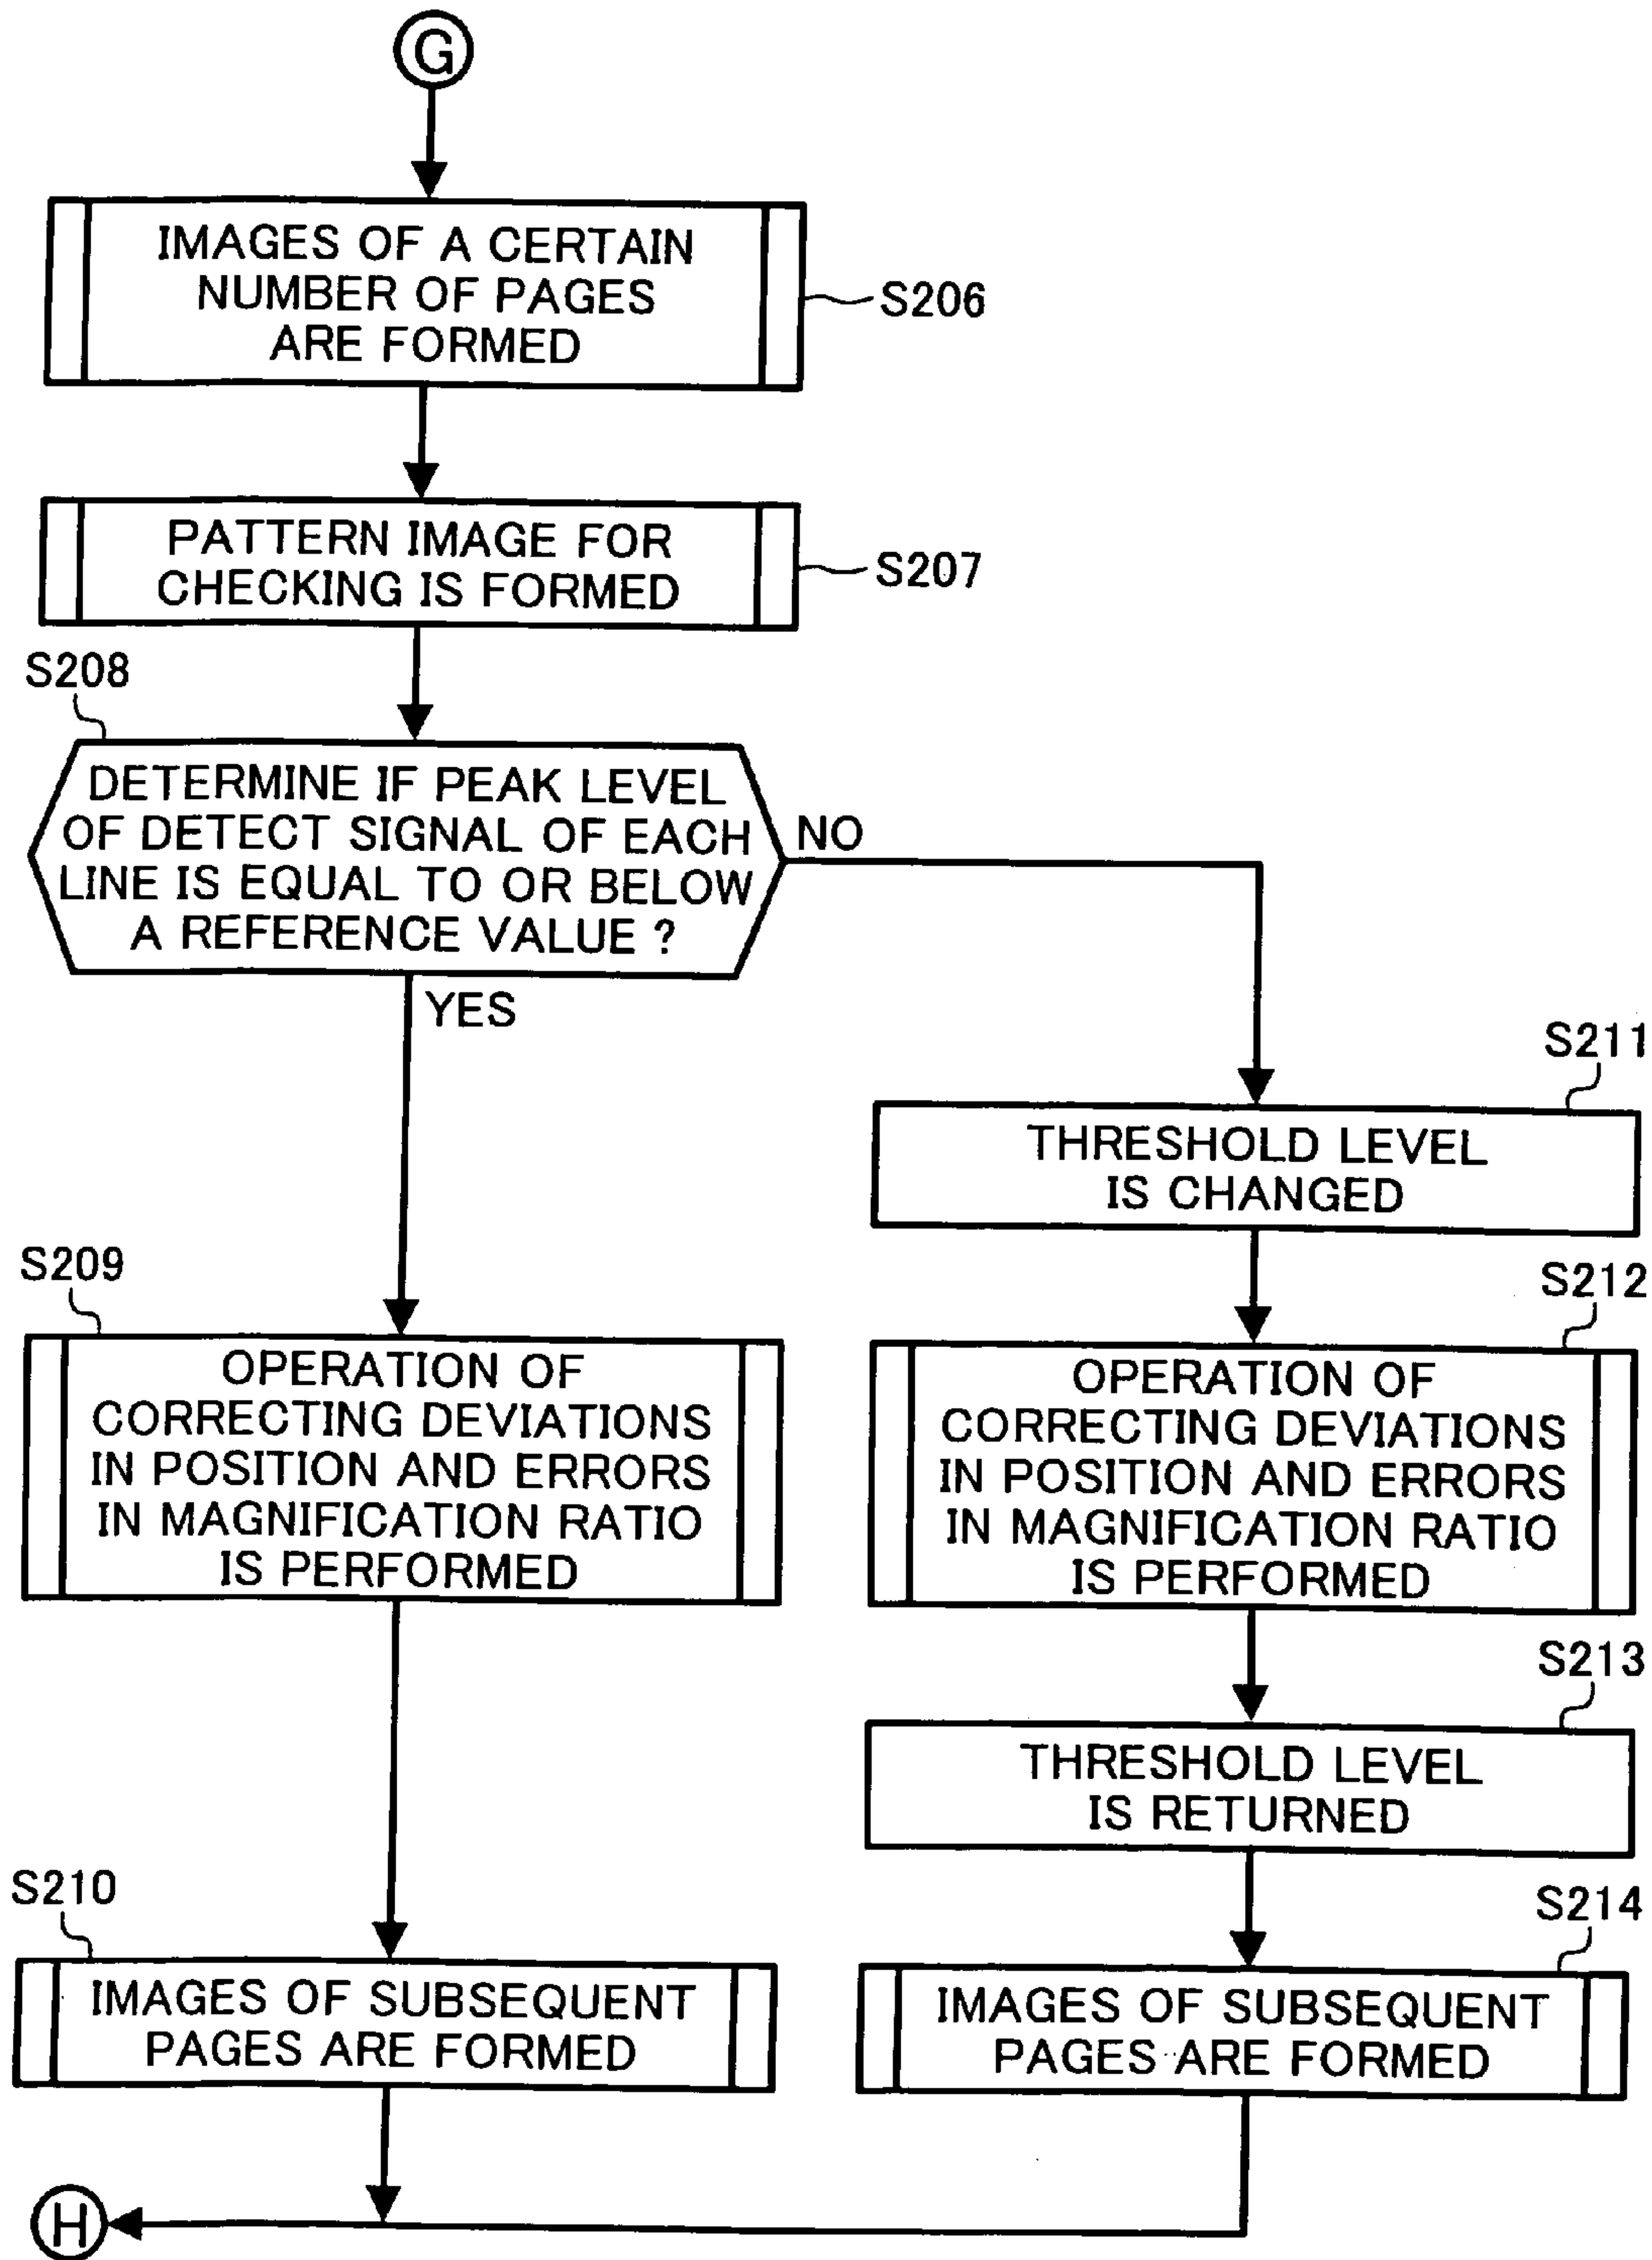 G
IMAGES OF A CERTAIN
NUMBER OF PAGES
ARE FORMED
S206
PATTERN IMAGE FOR
CHECKING IS FORMED
S207
S208
DETERMINE IF PEAK LEVEL
OF DETECT SIGNAL OF EACH
LINE IS EQUAL TO OR BELOW
A REFERENCE VALUE ?
NO
YES
S211
THRESHOLD LEVEL
IS CHANGED
S209
OPERATION OF
CORRECTING DEVIATIONS
IN POSITION AND ERRORS
IN MAGNIFICATION RATIO
IS PERFORMED
S212
OPERATION OF
CORRECTING DEVIATIONS
IN POSITION AND ERRORS
IN MAGNIFICATION RATIO
IS PERFORMED
S213
THRESHOLD LEVEL
IS RETURNED
S210
IMAGES OF SUBSEQUENT
PAGES ARE FORMED
S214
IMAGES OF SUBSEQUENT
PAGES ARE FORMED
H